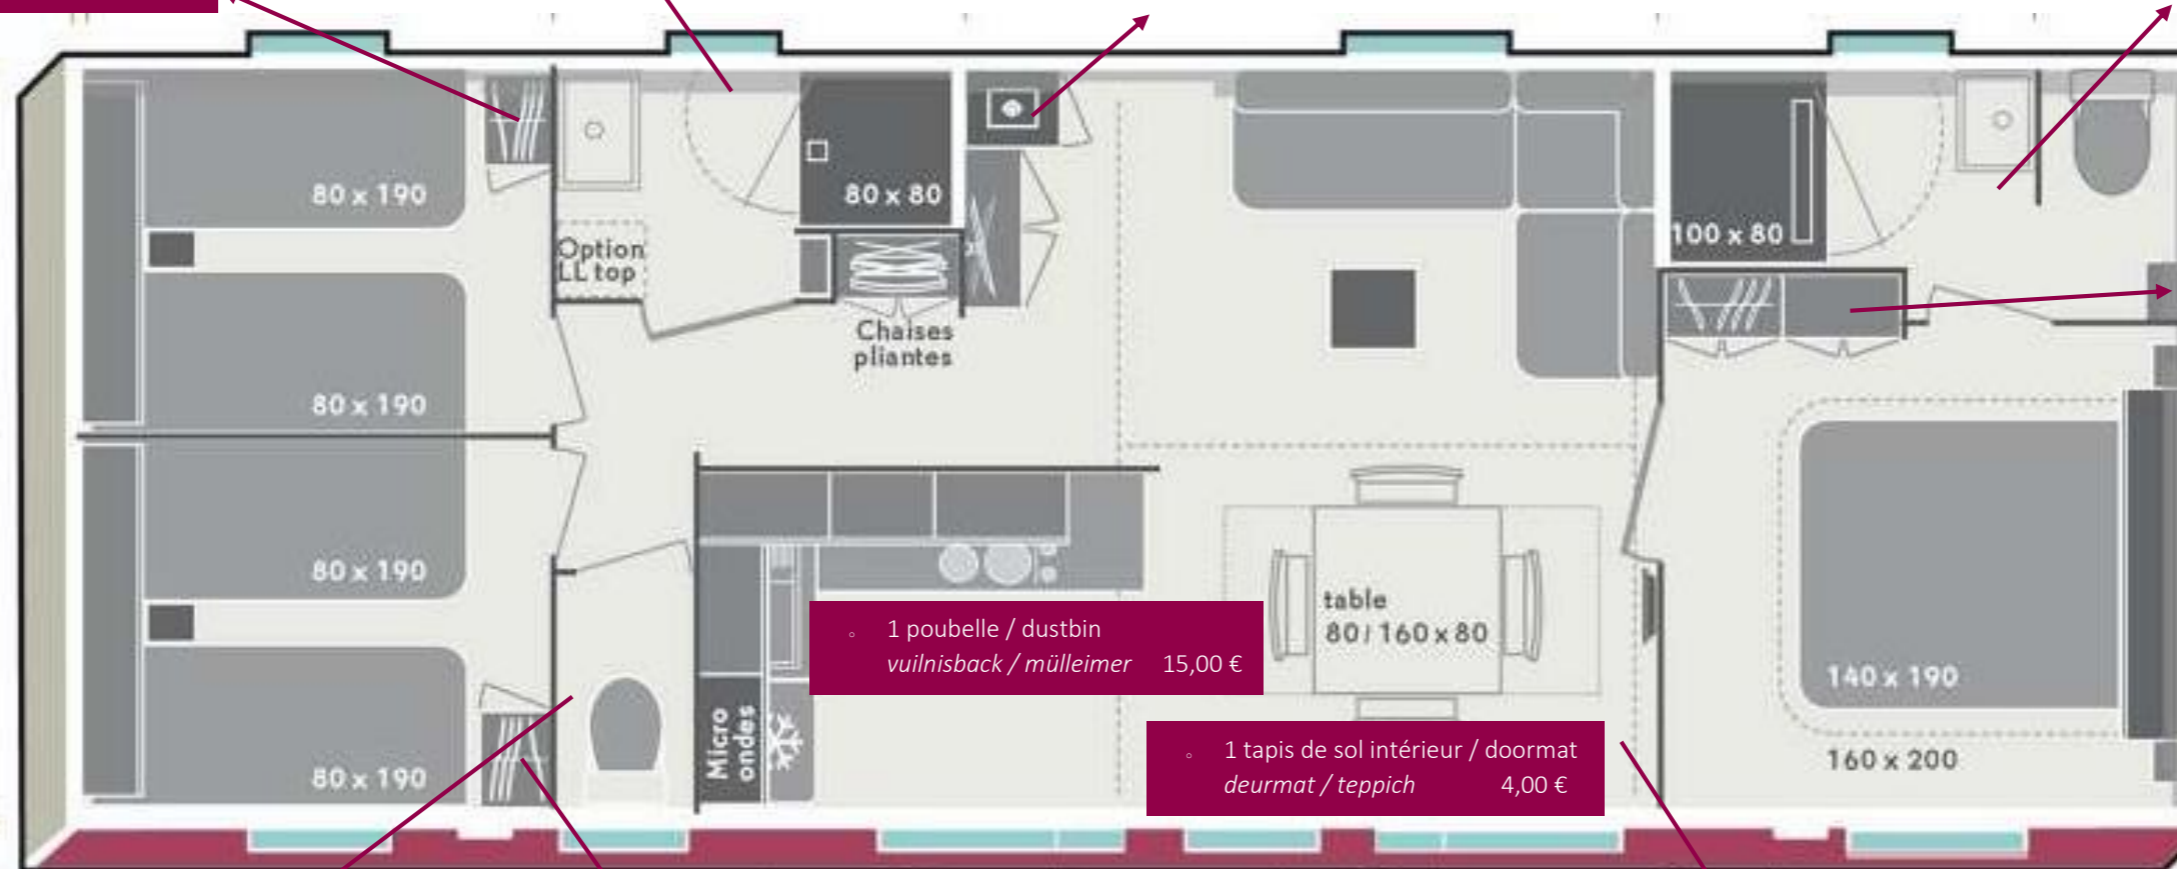 80 x 190
80 x 80
Option
LL top
100 x 80
Chaises
pliantes
80 x 190
80 x 190
◦ 1 poubelle / dustbin
vuilnisback / mülleimer 15,00 €
table
80 / 160 x 80
140 x 190
Micro
ondes
80 x 190
◦ 1 tapis de sol intérieur / doormat
deurmat / teppich 4,00 €
160 x 200